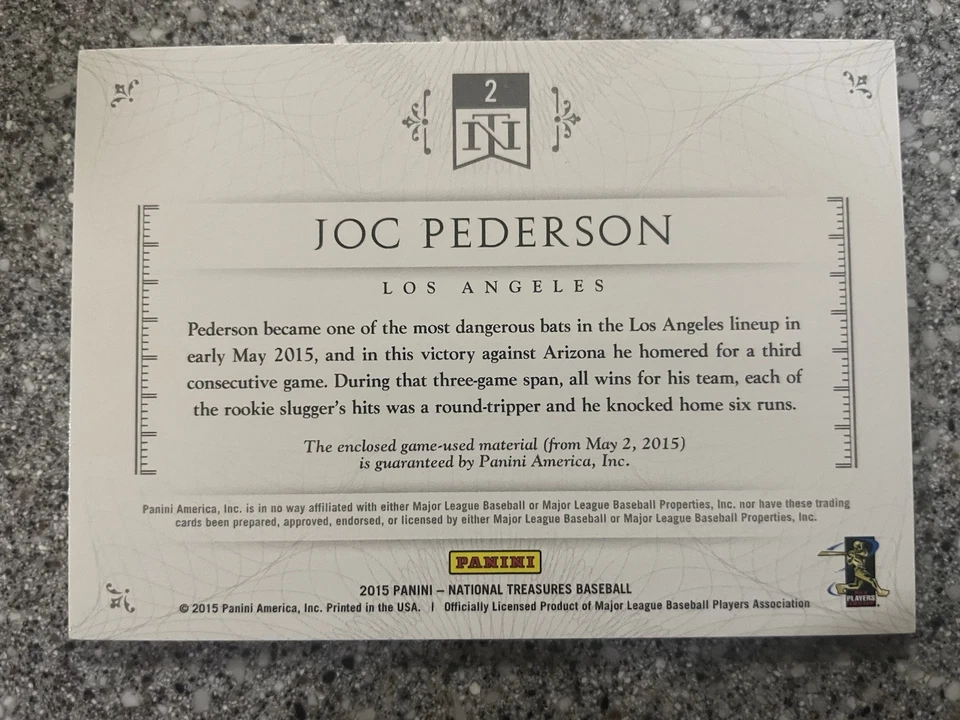 2
NT
JOC PEDERSON
LOS ANGELES
Pederson became one of the most dangerous bats in the Los Angeles lineup in
early May 2015, and in this victory against Arizona he homered for a third
consecutive game. During that three-game span, all wins for his team, each of
the rookie slugger's hits was a round-tripper and he knocked home six runs.
The enclosed game-used material (from May 2, 2015)
is guaranteed by Panini America, Inc.
Panini America, Inc. is in no way affiliated with either Major League Baseball or Major League Baseball Properties, Inc. nor have these trading
cards been prepared, approved, endorsed, or licensed by either Major League Baseball or Major League Baseball Properties, Inc.
PANINI
2015 PANINI – NATIONAL TREASURES BASEBALL
© 2015 Panini America, Inc. Printed in the USA. | Officially Licensed Product of Major League Baseball Players Association
PLAYERS